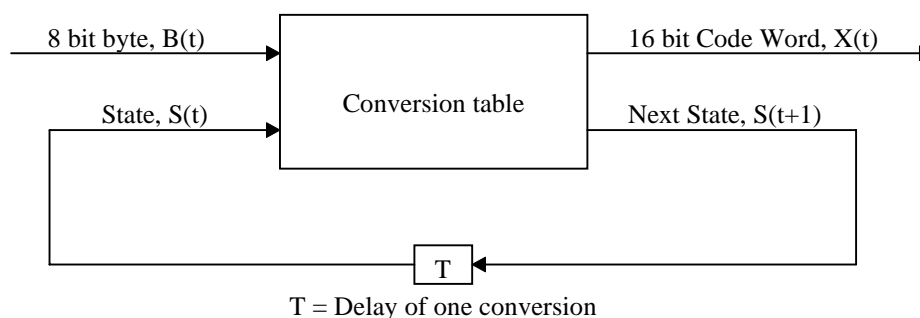 8 bit byte, B(t)
16 bit Code Word, X(t)
Conversion table
State, S(t)
Next State, S(t+1)
T
T = Delay of one conversion